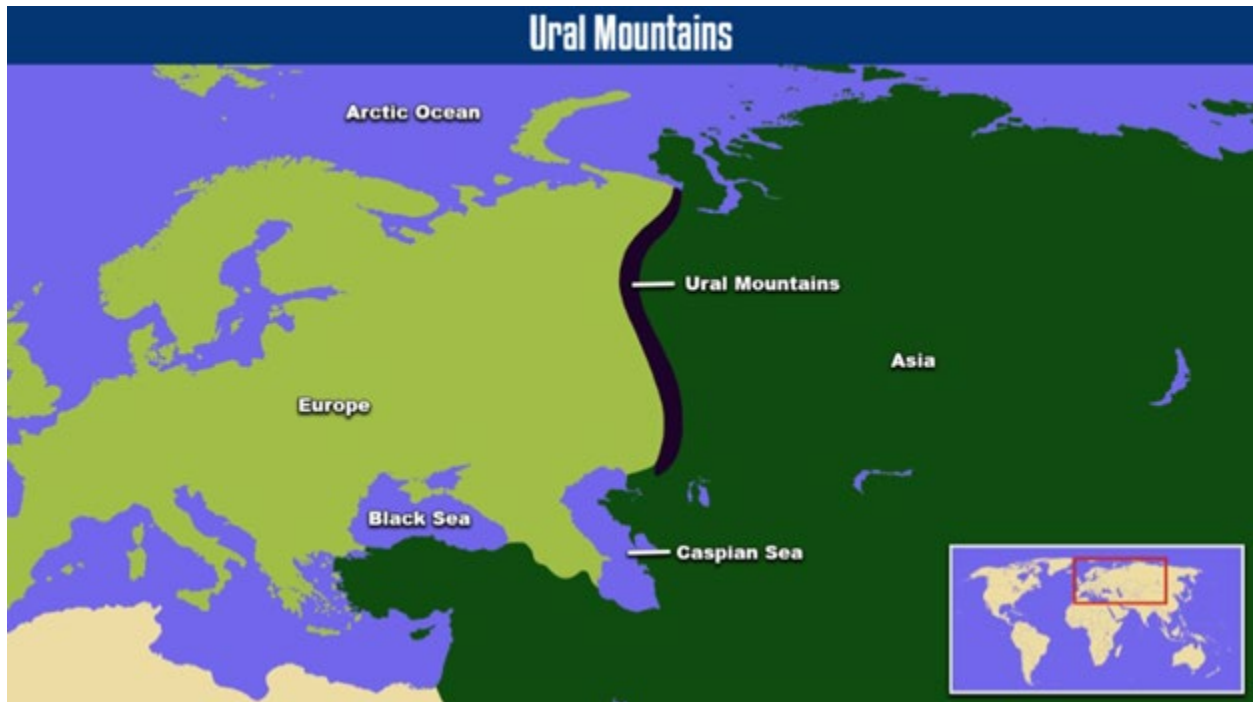 Ural Mountains
Arctic Ocean
Ural Mountains
Asia
Europe
Black Sea
Caspian Sea